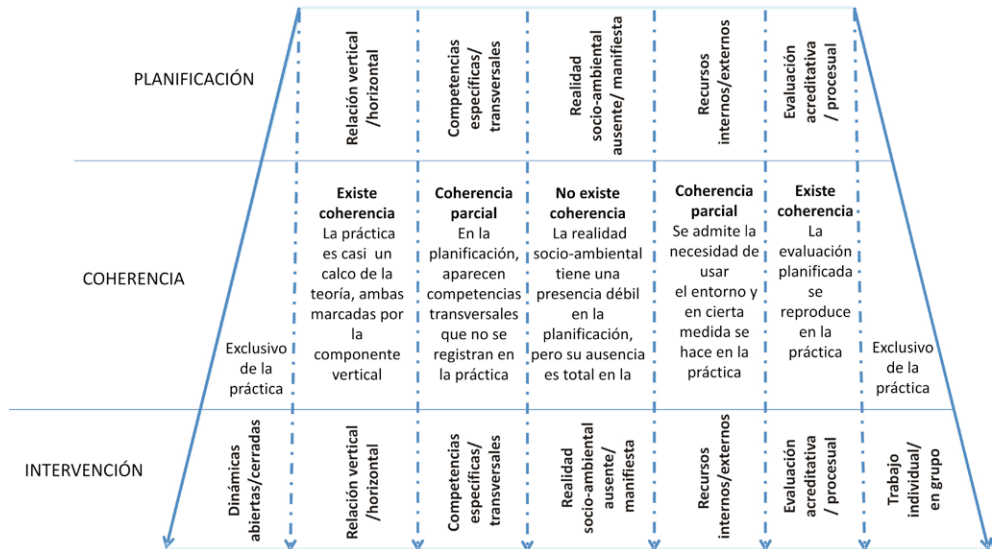 PLANIFICACIÓN
Relación vertical
/horizontal
Competencias
específicas/
transversales
Realidad
socio-ambiental
ausente/ manifiesta
Recursos
internos/externos
Evaluación
acreditativa
/ procesual
COHERENCIA
Exclusivo
de la
práctica
Existe
coherencia
La práctica
es casi un
calco de la
teoría, ambas
marcadas por
la
componente
vertical
Coherencia
parcial
En la
planificación,
aparecen
competencias
transversales
que no se
registran en
la práctica
No existe
coherencia
La realidad
socio-ambiental
tiene una
presencia débil
en la
planificación,
pero su ausencia
es total en la
Coherencia
parcial
Se admite la
necesidad de
usar
el entorno y
en cierta
medida se
hace en la
práctica
Existe
coherencia
La
evaluación
planificada
se
reproduce
en la
práctica
Exclusivo
de la
práctica
INTERVENCIÓN
Dinámicas
abiertas/cerradas
Relación vertical
/horizontal
Competencias
específicas/
transversales
Realidad
socio-ambiental
ausente/
manifiesta
Recursos
internos/externos
Evaluación
acreditativa
/ procesual
Trabajo
individual/
en grupo